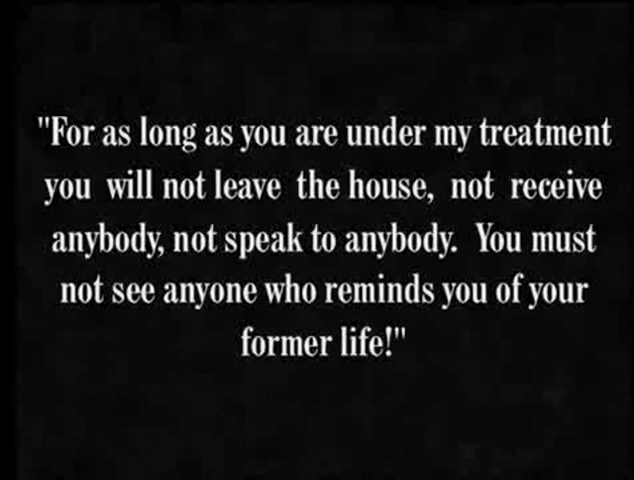 "For as long as you are under my treatment
you will not leave the house, not receive
anybody, not speak to anybody. You must
not see anyone who reminds you of your
former life!"